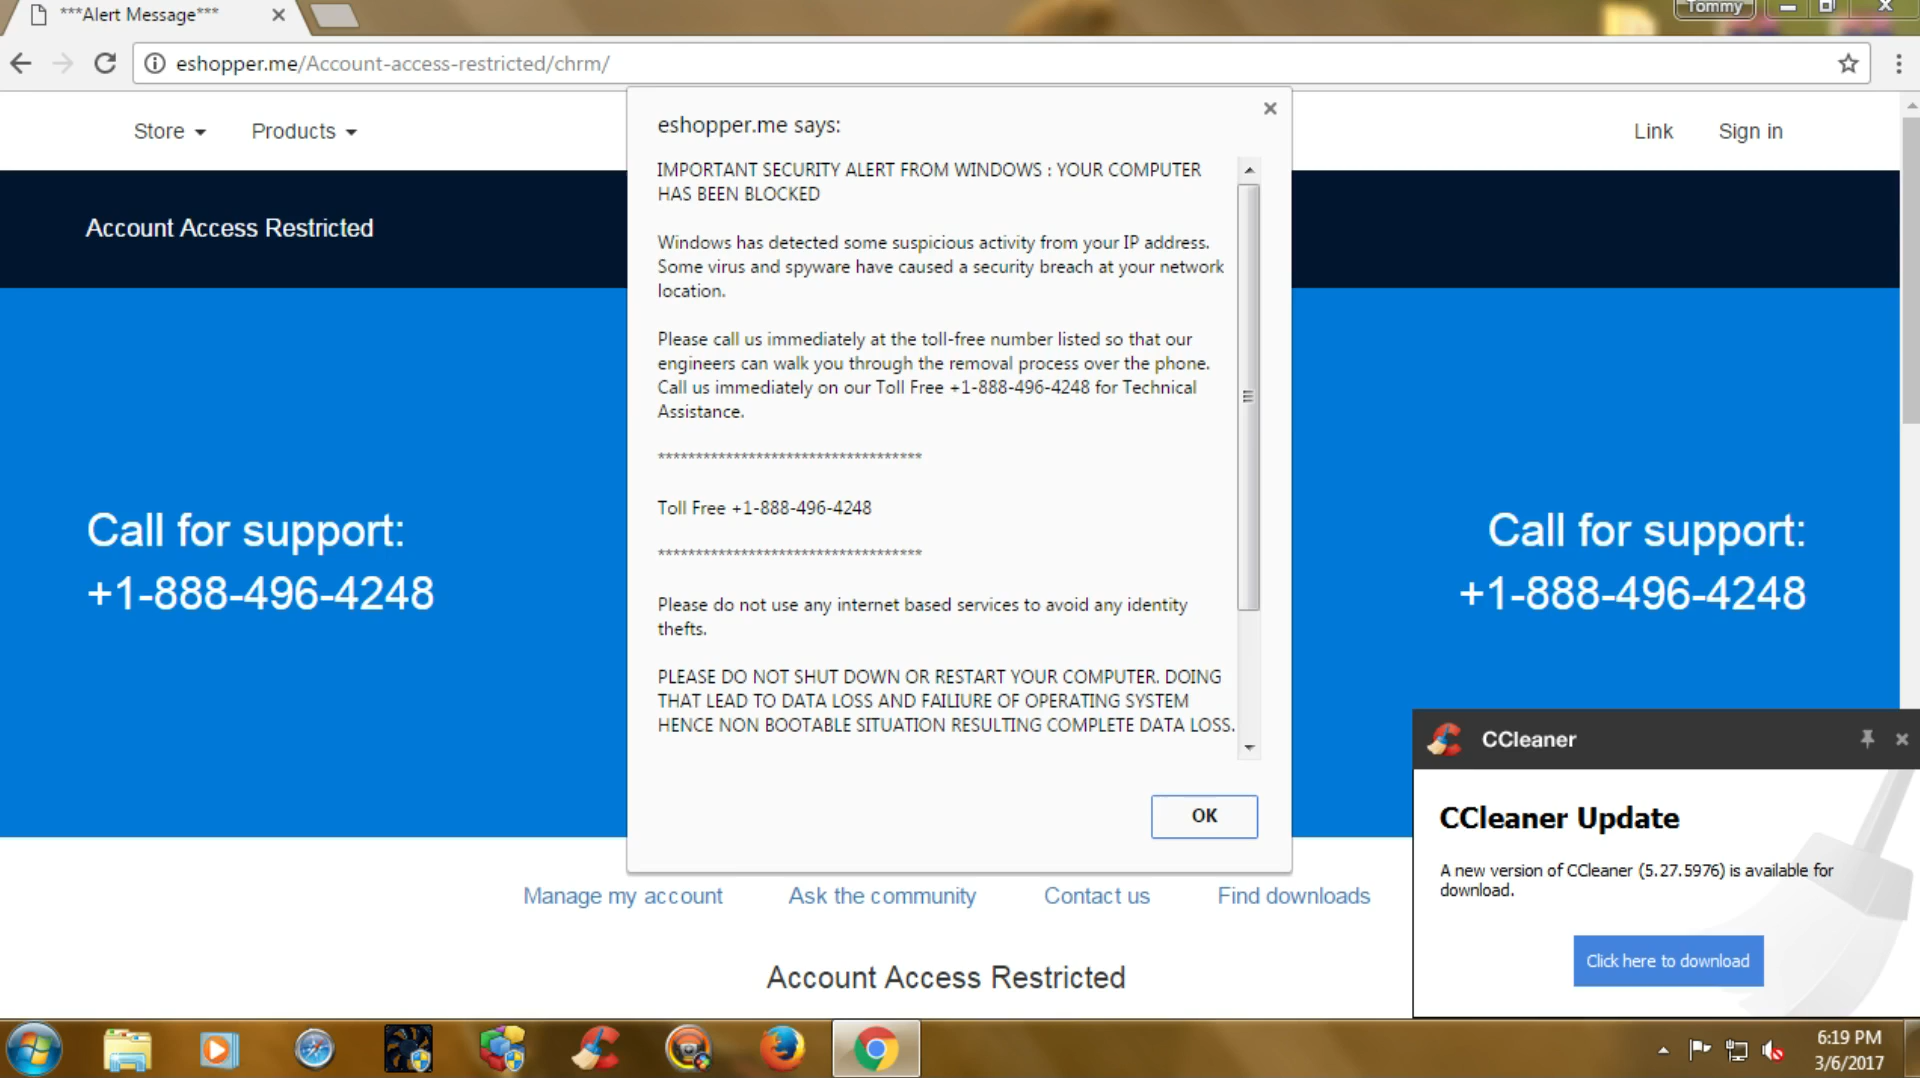 ***Alert Message***
Tommy
eshopper.me/Account-access-restricted/chrm/
Store
Products
Link
Sign in
Account Access Restricted
eshopper.me says:
IMPORTANT SECURITY ALERT FROM WINDOWS : YOUR COMPUTER
HAS BEEN BLOCKED
Windows has detected some suspicious activity from your IP address.
Some virus and spyware have caused a security breach at your network
location.
Please call us immediately at the toll-free number listed so that our
engineers can walk you through the removal process over the phone.
Call us immediately on our Toll Free +1-888-496-4248 for Technical
Assistance.
***********************************
Toll Free +1-888-496-4248
***********************************
Please do not use any internet based services to avoid any identity
thefts.
PLEASE DO NOT SHUT DOWN OR RESTART YOUR COMPUTER. DOING
THAT LEAD TO DATA LOSS AND FAILIURE OF OPERATING SYSTEM
HENCE NON BOOTABLE SITUATION RESULTING COMPLETE DATA LOSS.
OK
Call for support:
+1-888-496-4248
Call for support:
+1-888-496-4248
CCleaner
CCleaner Update
A new version of CCleaner (5.27.5976) is available for
download.
Click here to download
Manage my account
Ask the community
Contact us
Find downloads
Account Access Restricted
6:19 PM
3/6/2017